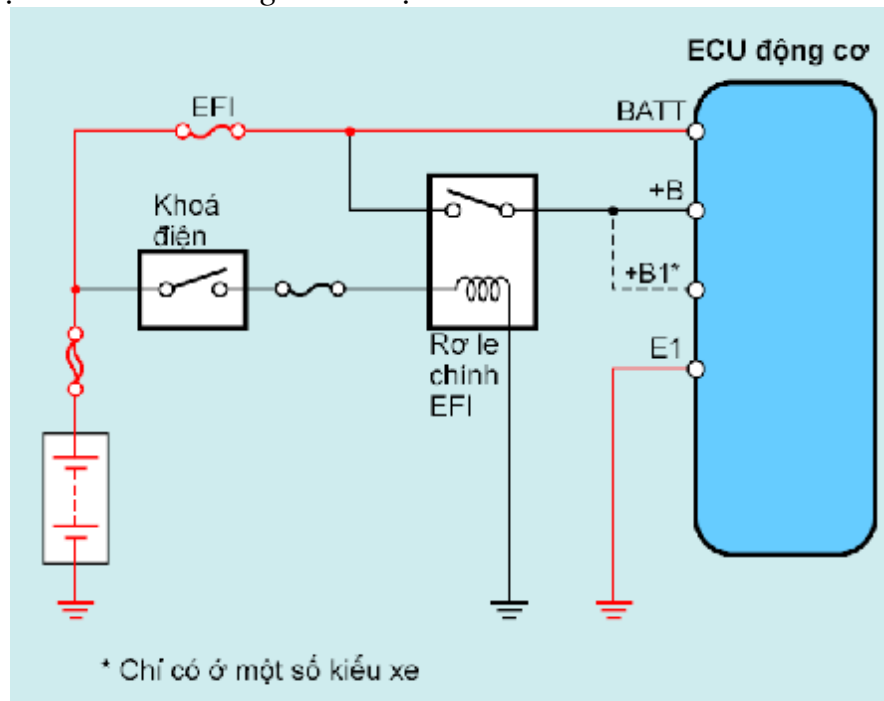 ECU động cơ
EFI
BATT
+B
Khoá
điện
+B1*
E1
Rơ le
chính
EFI
* Chỉ có ở một số kiểu xe